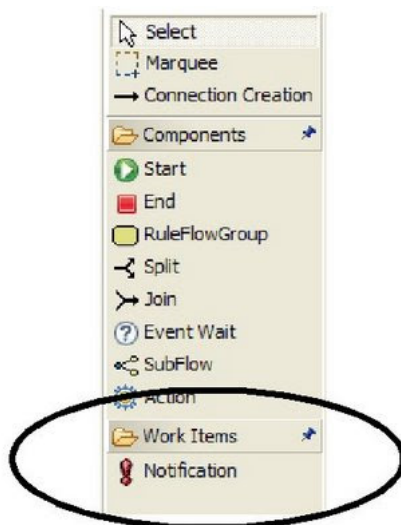 Select
Marquee
Connection Creation
Components
Start
End
RuleFlowGroup
Split
Join
Event Wait
SubFlow
Action
Work Items
Notification